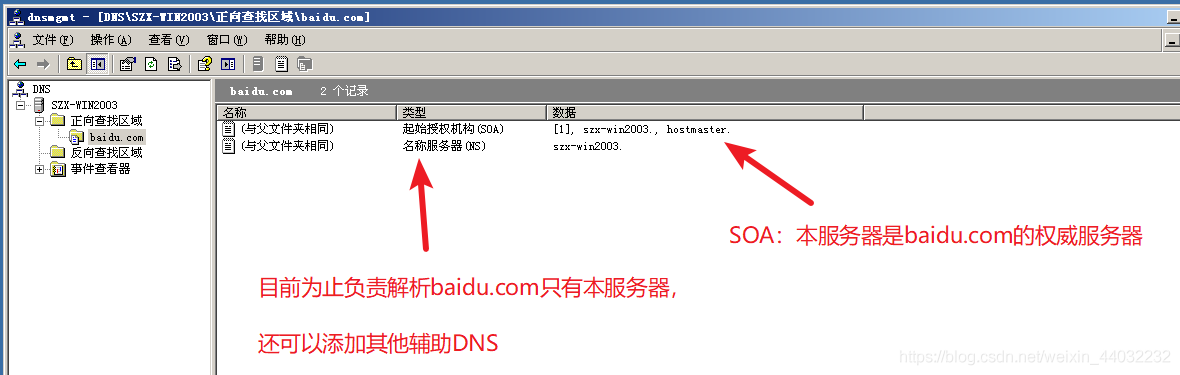 dnsmgmt - [DNS\SZX-WIN2003\正向查找区域\baidu.com]
文件(F) 操作(A) 查看(V) 窗口(W) 帮助(H)
DNS
SZX-WIN2003
正向查找区域
baidu.com
反向查找区域
事件查看器
baidu.com 2 个记录
名称 类型 数据
(与父文件夹相同) 起始授权机构(SOA) [1], szx-win2003., hostmaster.
(与父文件夹相同) 名称服务器(NS) szx-win2003.
SOA：本服务器是baidu.com的权威服务器
目前为止负责解析baidu.com只有本服务器，
还可以添加其他辅助DNS
https://blog.csdn.net/weixin_44032232